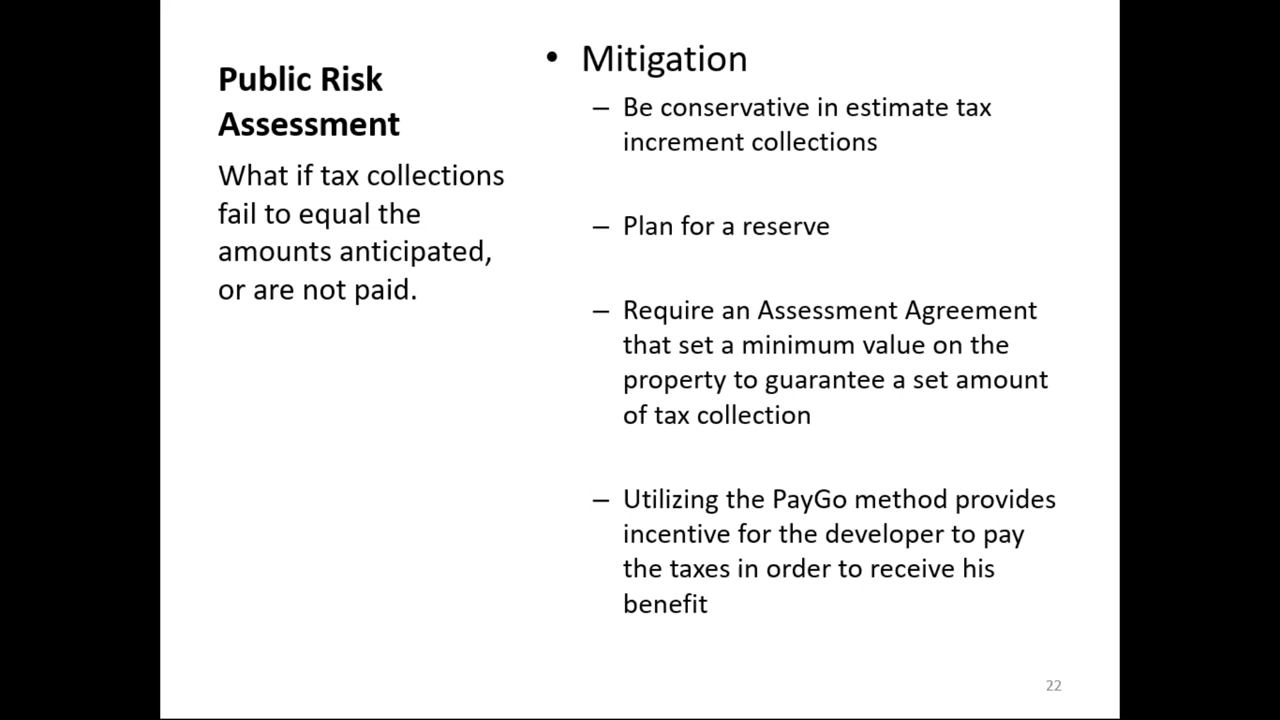 Public Risk
Assessment
What if tax collections
fail to equal the
amounts anticipated,
or are not paid.
• Mitigation
– Be conservative in estimate tax
increment collections
– Plan for a reserve
– Require an Assessment Agreement
that set a minimum value on the
property to guarantee a set amount
of tax collection
– Utilizing the PayGo method provides
incentive for the developer to pay
the taxes in order to receive his
benefit
22